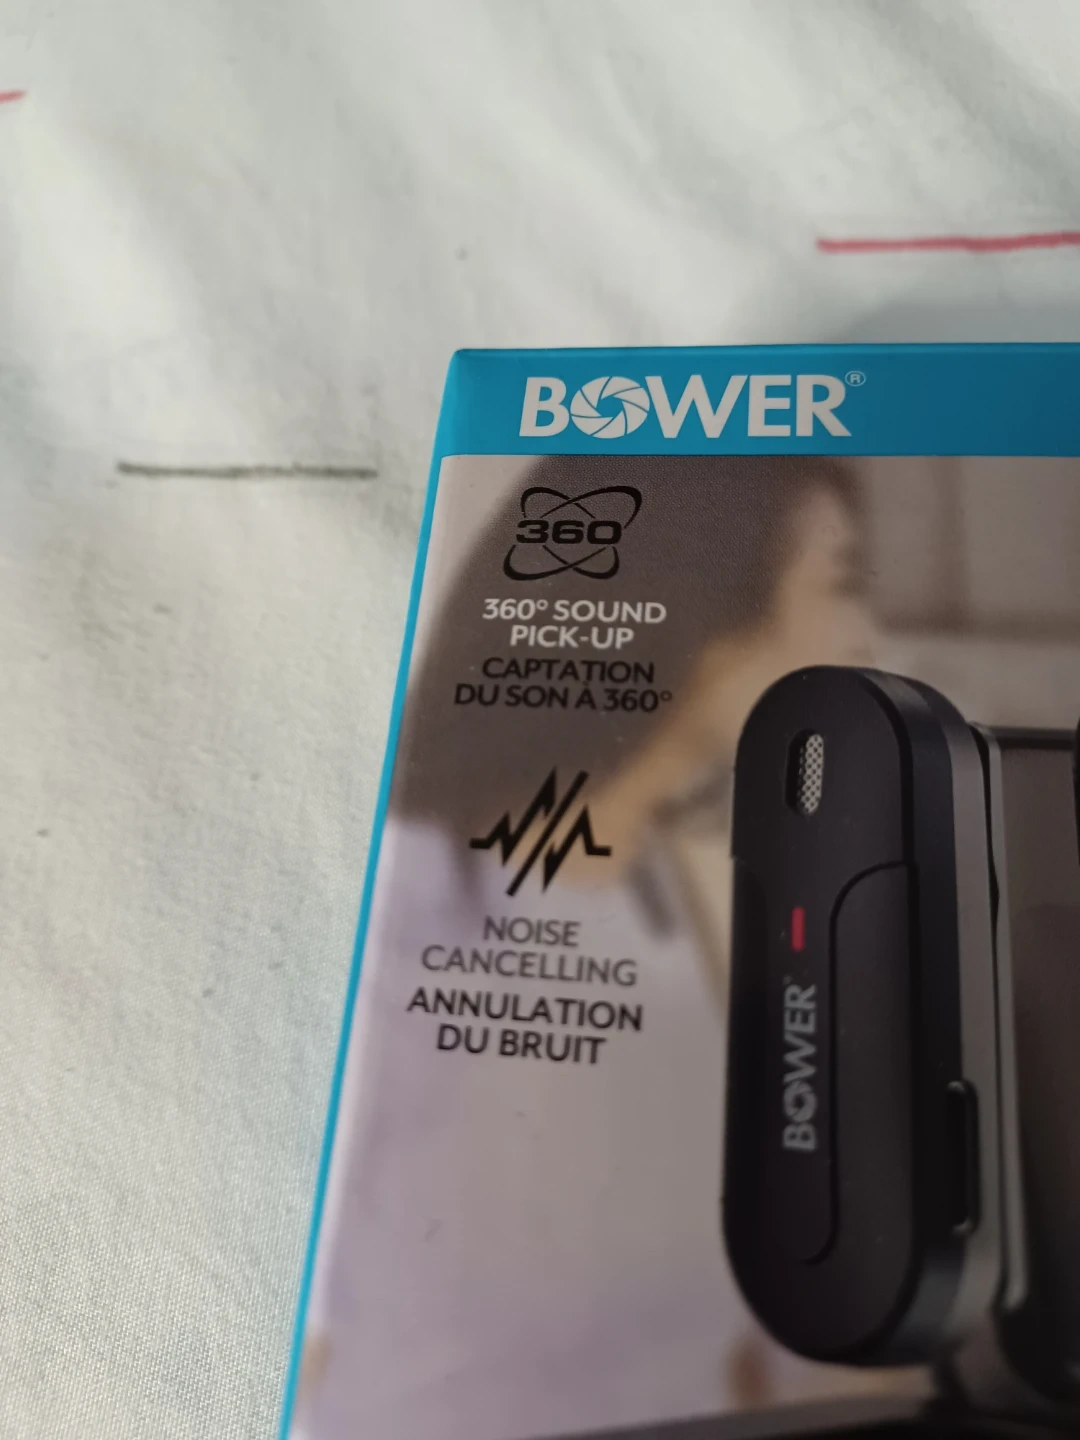 BOWER®
360
360° SOUND
PICK-UP
CAPTATION
DU SON À 360°
NOISE
CANCELLING
ANNULATION
DU BRUIT
BOWER